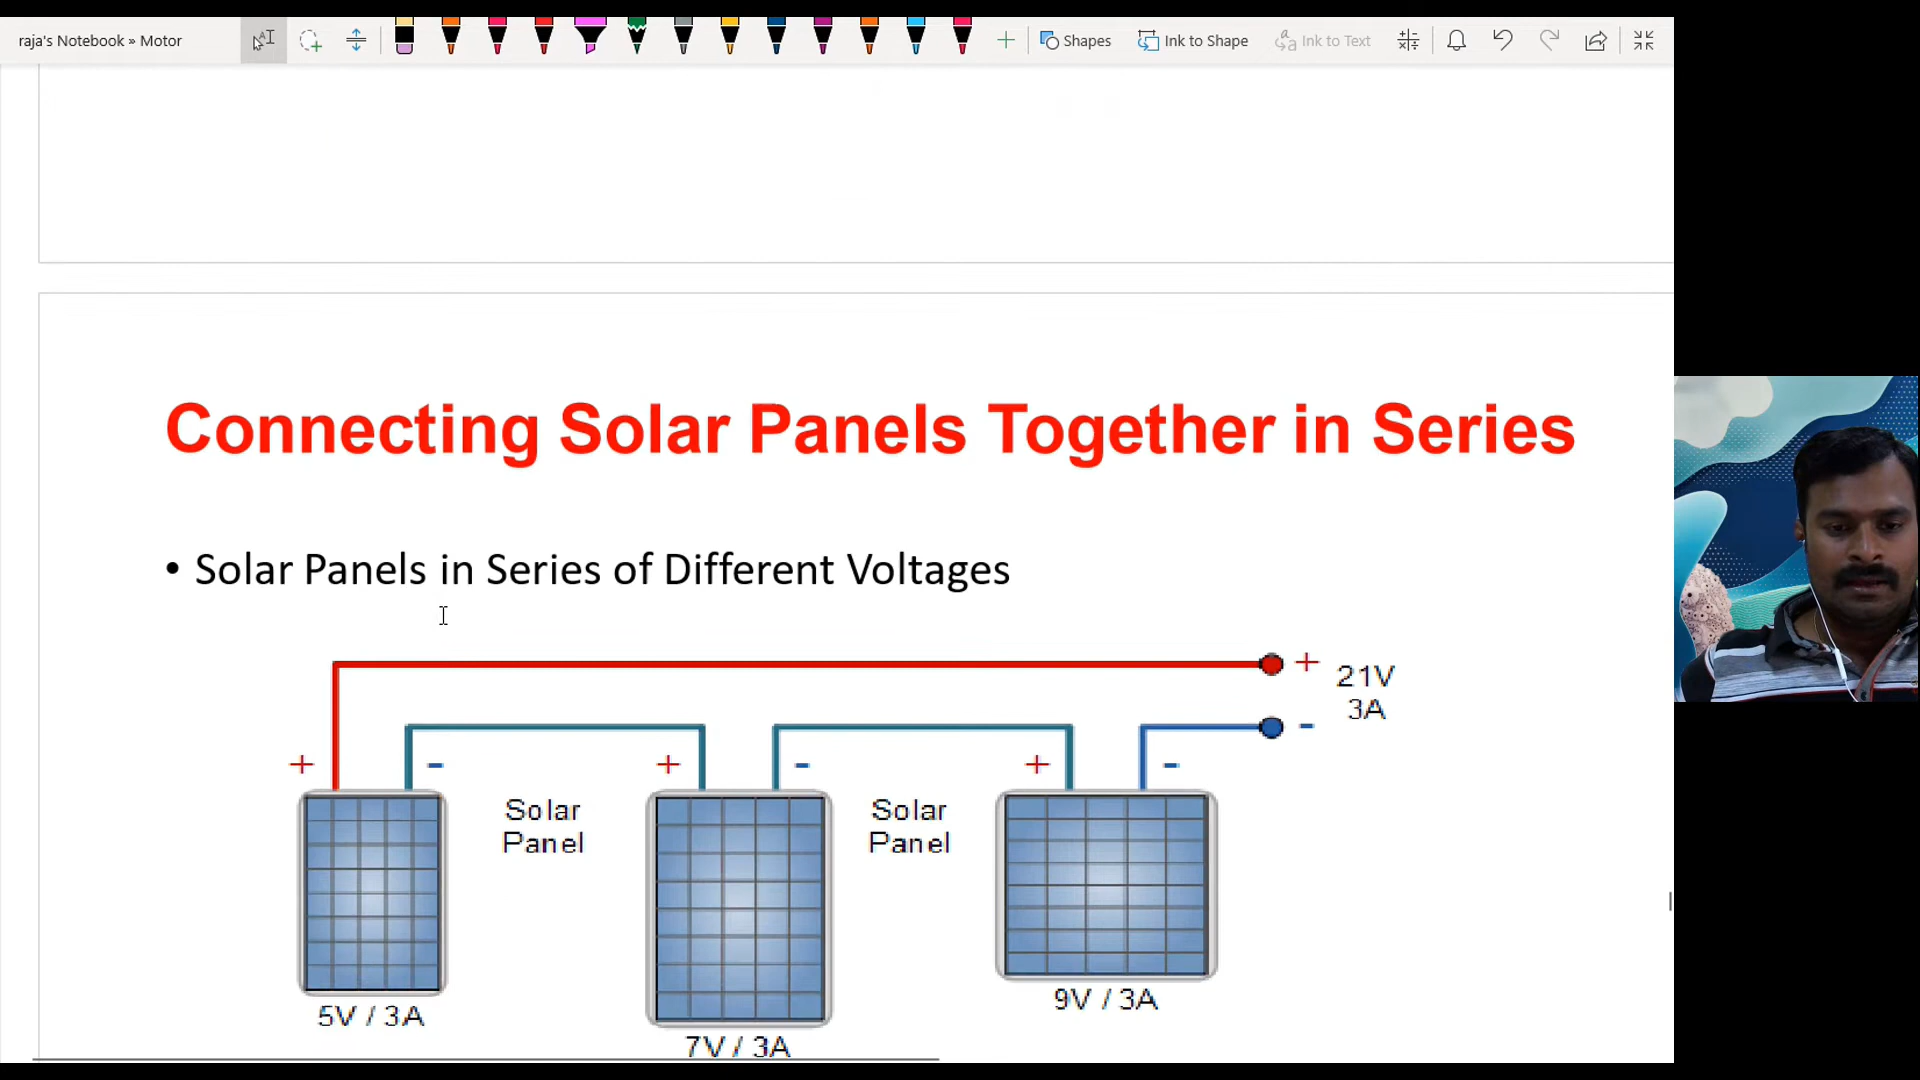 raja's Notebook » Motor
Shapes
Ink to Shape
Ink to Text
Connecting Solar Panels Together in Series
• Solar Panels in Series of Different Voltages
+ 21V
3A
-
+ - + - + -
Solar
Panel
Solar
Panel
5V / 3A
7V / 3A
9V / 3A